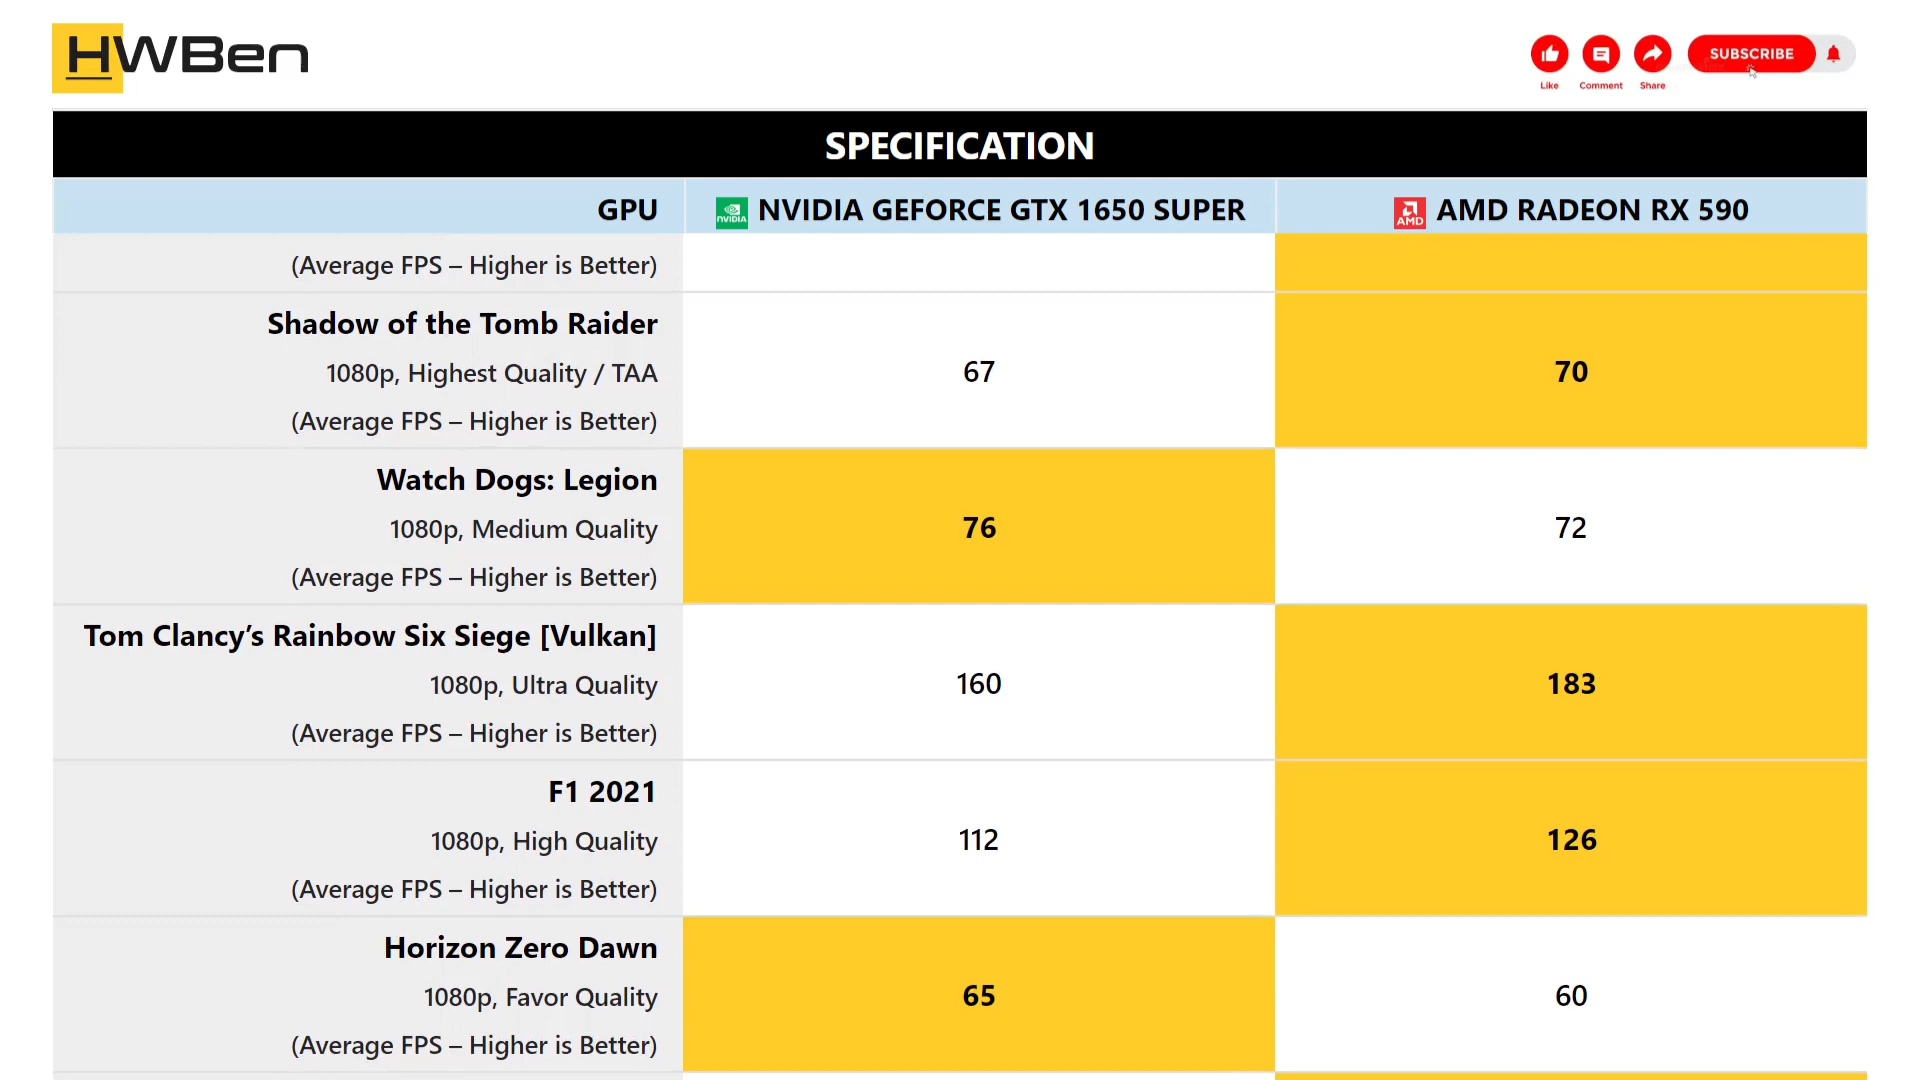 HWBen
Like
Comment
Share
SUBSCRIBE
SPECIFICATION
GPU
NVIDIA
NVIDIA GEFORCE GTX 1650 SUPER
AMD
AMD RADEON RX 590
(Average FPS – Higher is Better)
Shadow of the Tomb Raider
1080p, Highest Quality / TAA
(Average FPS – Higher is Better)
67
70
Watch Dogs: Legion
1080p, Medium Quality
(Average FPS – Higher is Better)
76
72
Tom Clancy’s Rainbow Six Siege [Vulkan]
1080p, Ultra Quality
(Average FPS – Higher is Better)
160
183
F1 2021
1080p, High Quality
(Average FPS – Higher is Better)
112
126
Horizon Zero Dawn
1080p, Favor Quality
(Average FPS – Higher is Better)
65
60